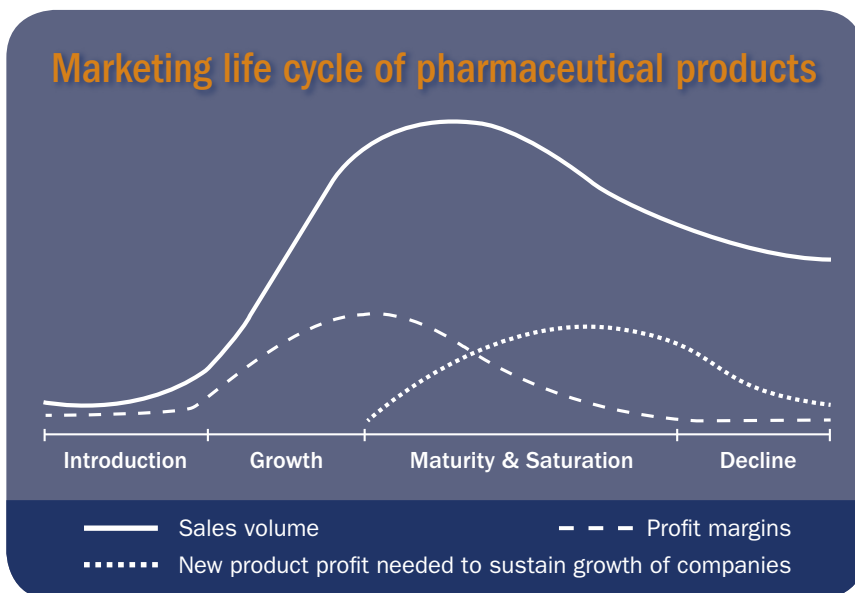 Marketing life cycle of pharmaceutical products
Introduction Growth Maturity & Saturation Decline
Sales volume Profit margins
New product profit needed to sustain growth of companies